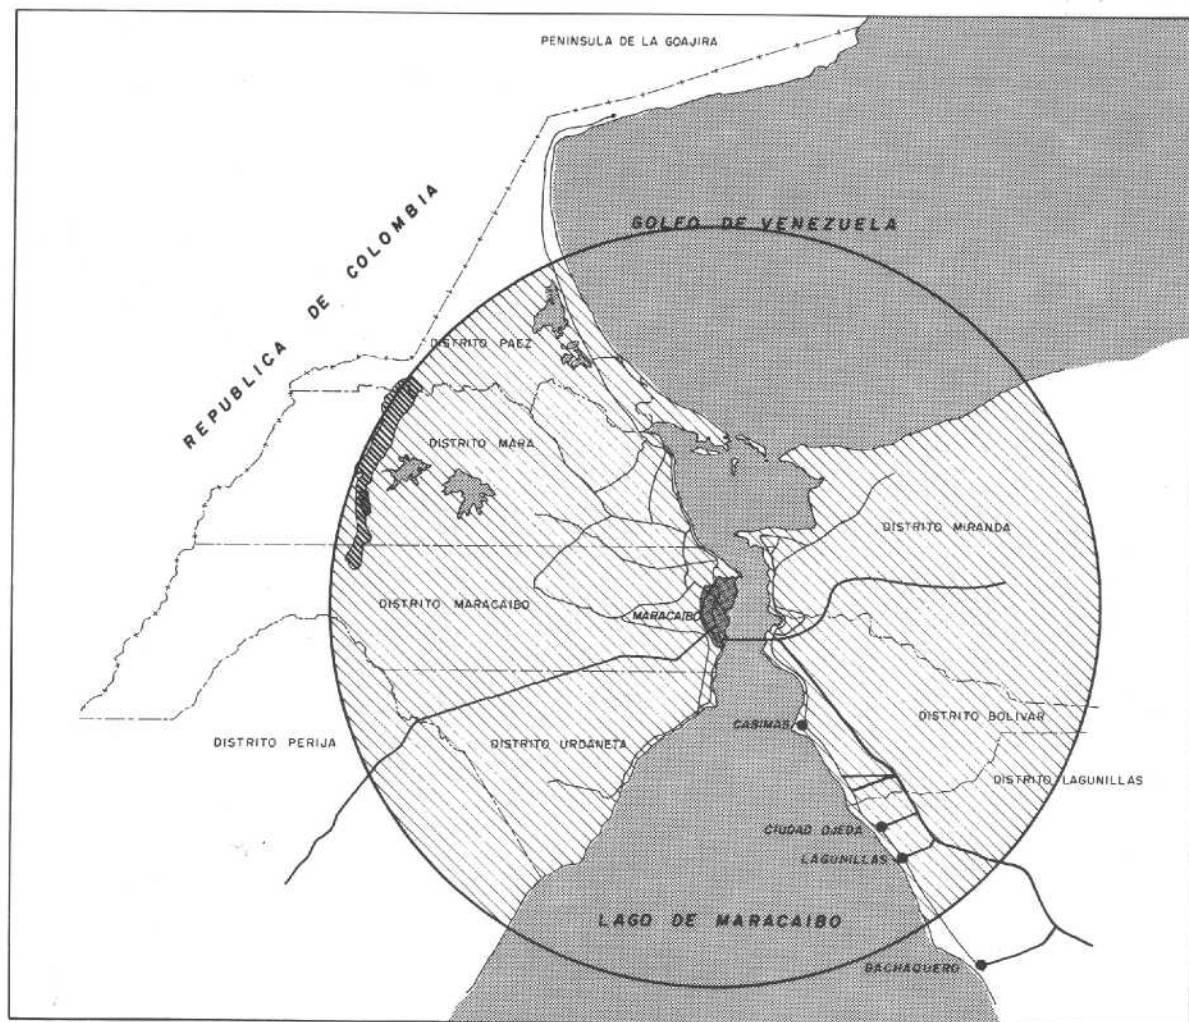 PENINSULA DE LA GOAJIRA
REPUBLICA DE COLOMBIA
GOLFO DE VENEZUELA
DISTRITO PAEZ
DISTRITO MARA
DISTRITO MIRANDA
DISTRITO MARACAIBO
MARACAIBO
DISTRITO BOLIVAR
CABIMAS
DISTRITO PERIJA
DISTRITO URDANETA
DISTRITO LAGUNILLAS
CIUDAD OJEDA
LAGUNILLAS
LAGO DE MARACAIBO
BACHAQUERO